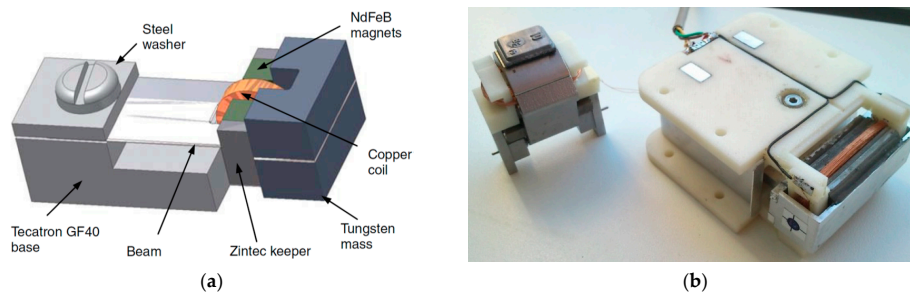 (a)
Steel
washer
NdFeB
magnets
Copper
coil
Tungsten
mass
Zintec keeper
Beam
Tecatron GF40
base
(b)